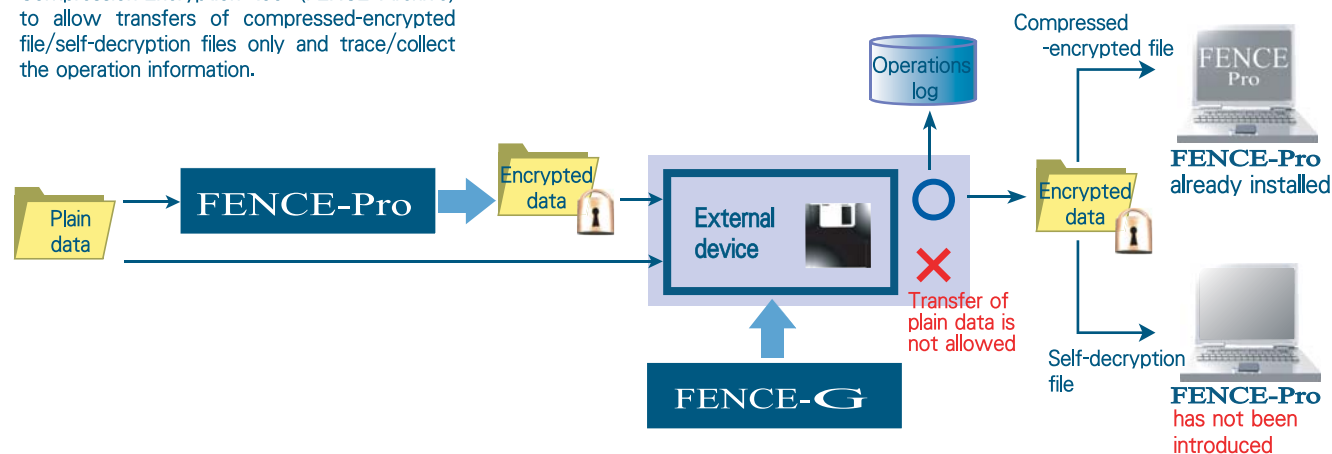 to allow transfers of compressed-encrypted
file/self-decryption files only and trace/collect
the operation information.
Operations
log
Compressed
-encrypted file
FENCE
Pro
FENCE-Pro
already installed
Plain
data
FENCE-Pro
Encrypted
data
External
device
Encrypted
data
Transfer of
plain data is
not allowed
FENCE-G
Self-decryption
file
FENCE-Pro
has not been
introduced